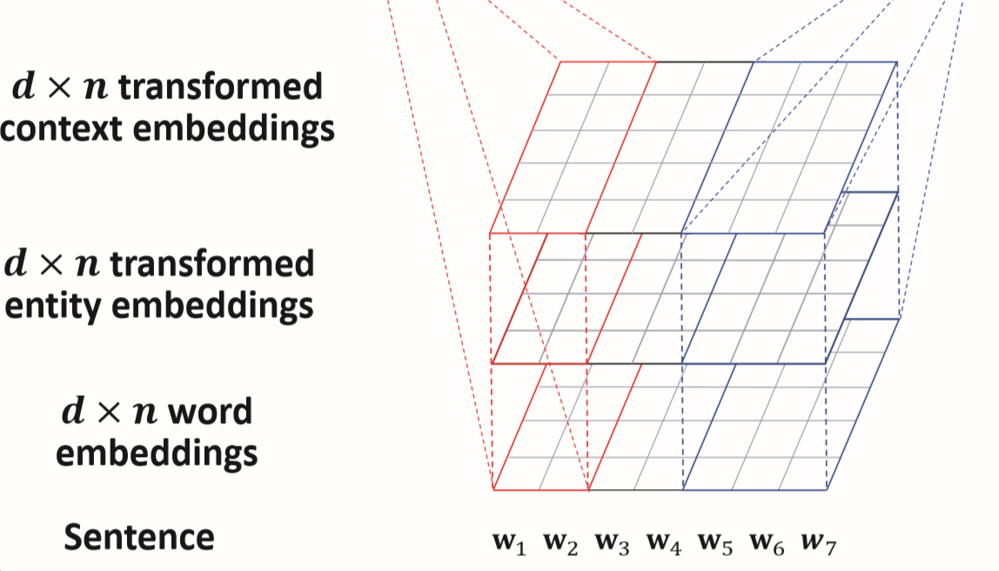 d × n transformed
context embeddings
d × n transformed
entity embeddings
d × n word
embeddings
Sentence
w₁ w₂ w₃ w₄ w₅ w₆ w₇